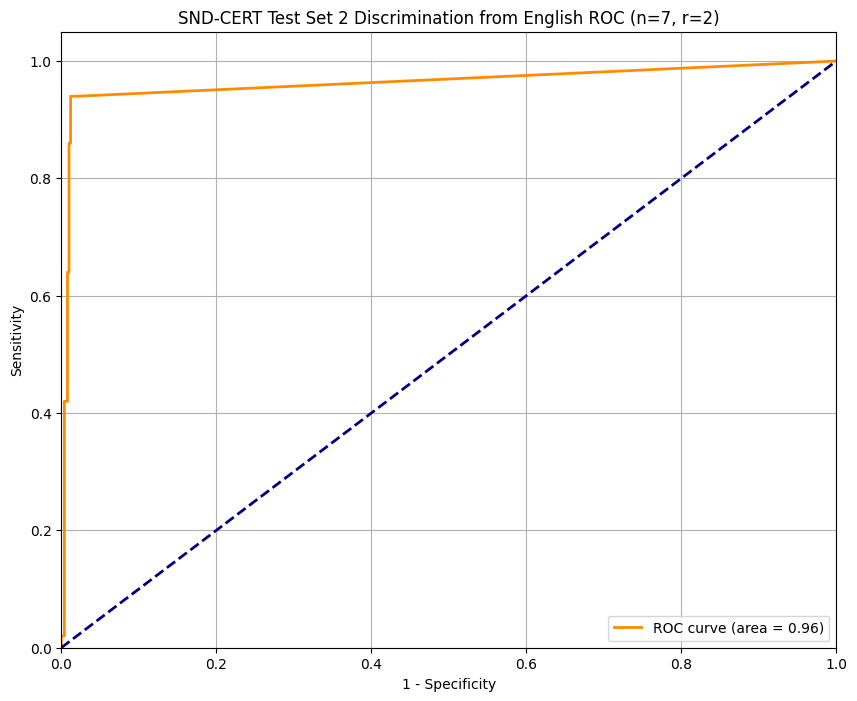 SND-CERT Test Set 2 Discrimination from English ROC (n=7, r=2)
1.0
0.8
0.6
0.4
0.2
0.0
Sensitivity
0.0 0.2 0.4 0.6 0.8 1.0
1 - Specificity
ROC curve (area = 0.96)